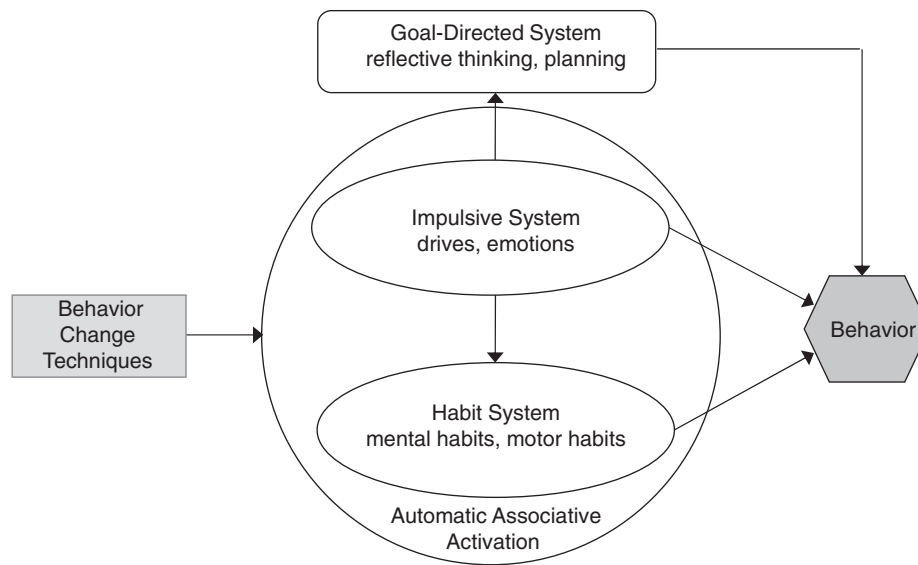 Goal-Directed System
reflective thinking, planning
Impulsive System
drives, emotions
Behavior
Change
Techniques
Behavior
Habit System
mental habits, motor habits
Automatic Associative
Activation